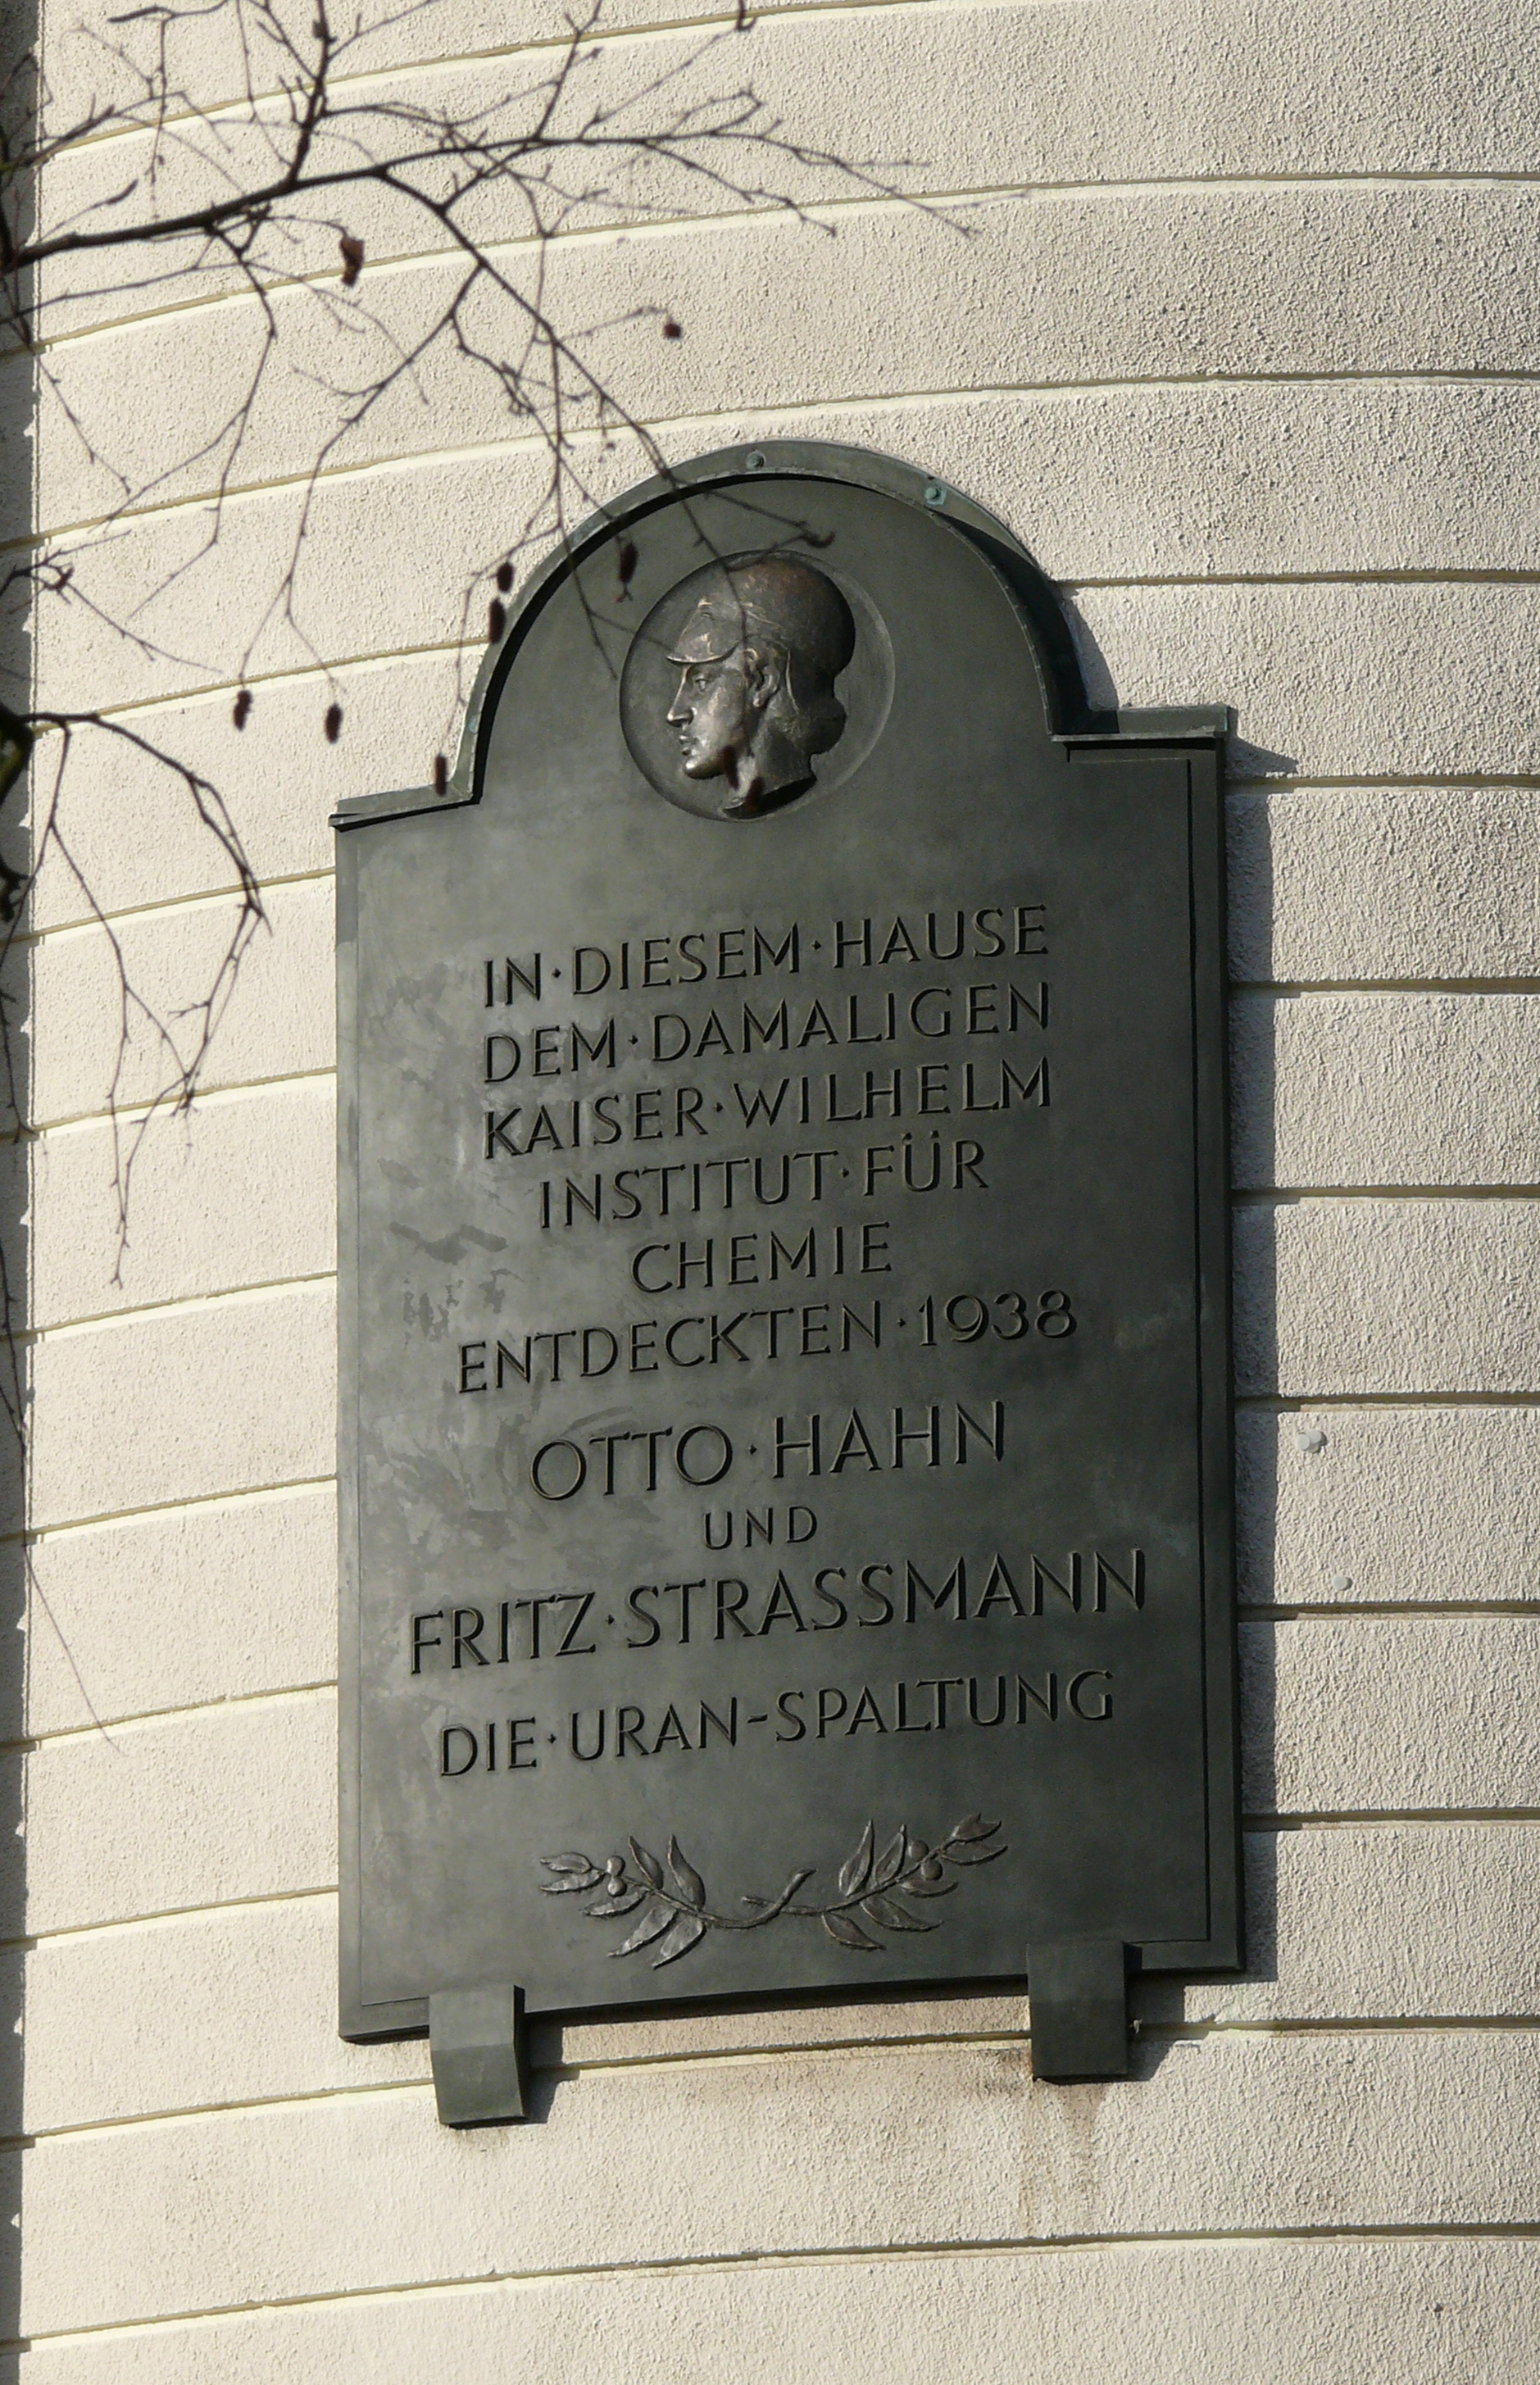 IN·DIESEM·HAUSE
DEM·DAMALIGEN
KAISER·WILHELM
INSTITUT·FÜR
CHEMIE
ENTDECKTEN·1938
OTTO·HAHN
UND
FRITZ·STRASSMANN
DIE·URAN-SPALTUNG